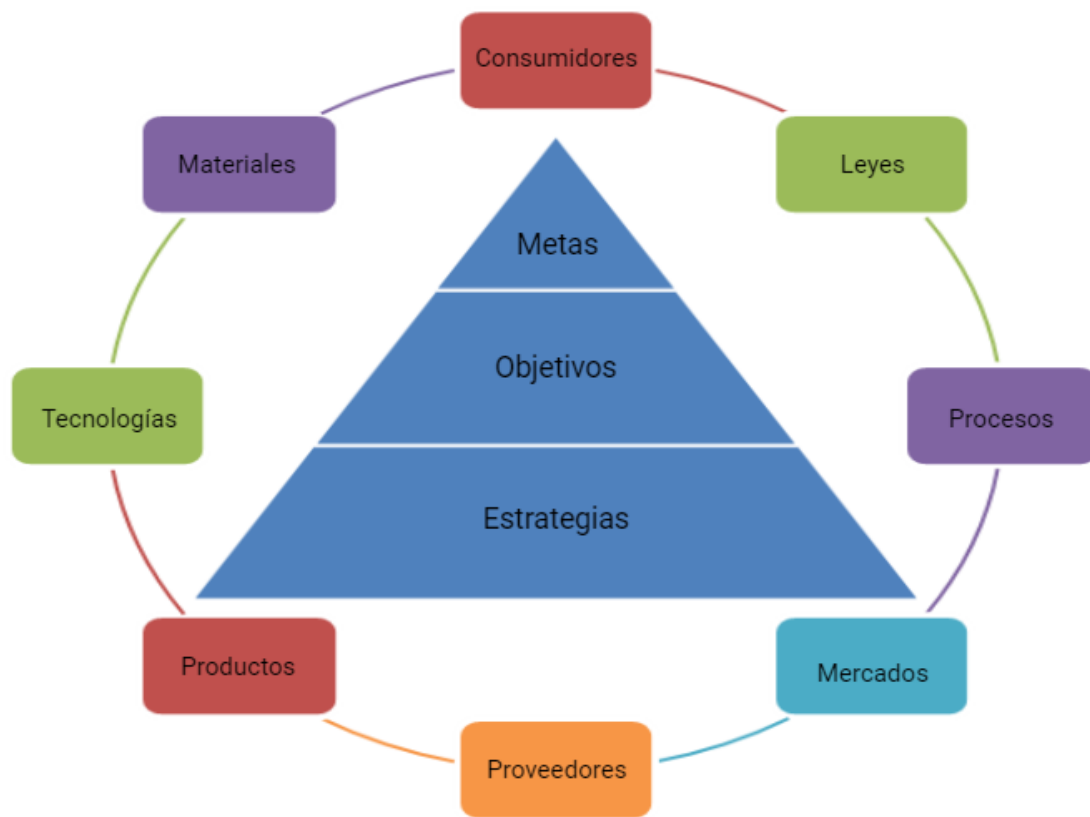 Consumidores
Materiales
Leyes
Metas
Objetivos
Tecnologías
Procesos
Estrategias
Productos
Mercados
Proveedores